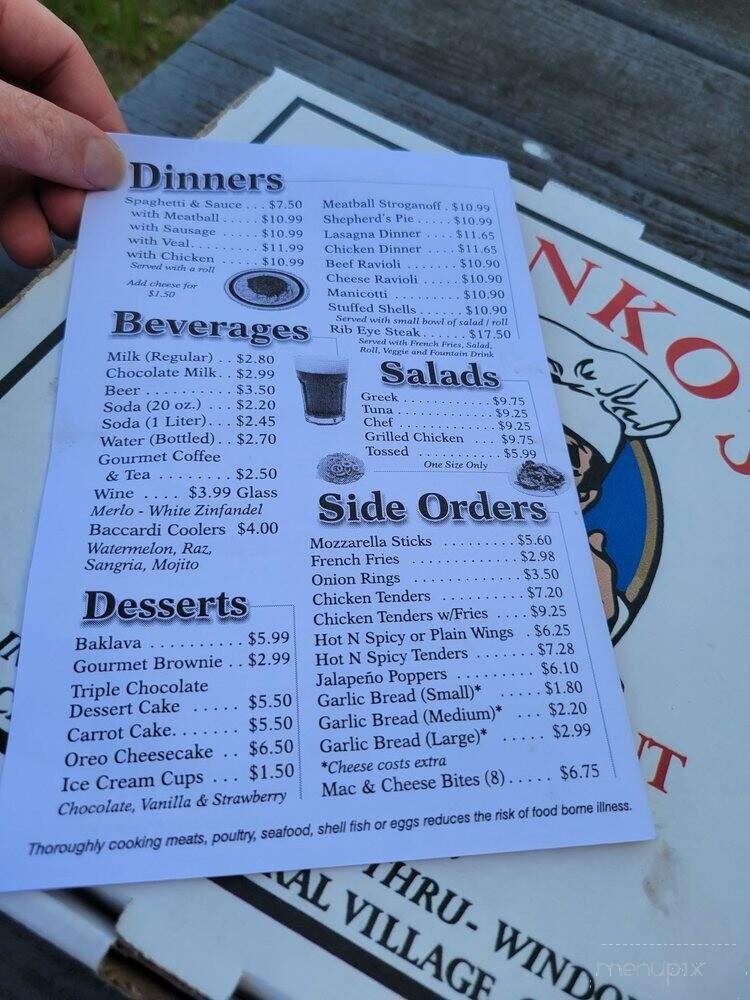 Dinners
Spaghetti & Sauce ... $7.50
with Meatball ..... $10.99
with Sausage ..... $10.99
with Veal......... $11.99
with Chicken ..... $10.99
Served with a roll
Add cheese for
$1.50
Meatball Stroganoff . $10.99
Shepherd's Pie ..... $10.99
Lasagna Dinner .... $11.65
Chicken Dinner .... $11.65
Beef Ravioli ....... $10.90
Cheese Ravioli ..... $10.90
Manicotti ......... $10.90
Stuffed Shells ...... $10.90
Served with small bowl of salad / roll
Rib Eye Steak...... $17.50
Served with French Fries, Salad,
Roll, Veggie and Fountain Drink
Beverages
Milk (Regular) .. $2.80
Chocolate Milk.. $2.99
Beer ........... $3.50
Soda (20 oz.) ... $2.20
Soda (1 Liter)... $2.45
Water (Bottled).. $2.70
Gourmet Coffee
& Tea ......... $2.50
Wine .... $3.99 Glass
Merlo - White Zinfandel
Baccardi Coolers $4.00
Watermelon, Raz,
Sangria, Mojito
Salads
Greek ................ $9.75
Tuna ................. $9.25
Chef ................. $9.25
Grilled Chicken .... $9.75
Tossed .............. $5.99
One Size Only
Side Orders
Mozzarella Sticks ......... $5.60
French Fries ............ $2.98
Onion Rings ............ $3.50
Chicken Tenders ......... $7.20
Chicken Tenders w/Fries .... $9.25
Hot N Spicy or Plain Wings . $6.25
Hot N Spicy Tenders ....... $7.28
Jalapeño Poppers ......... $6.10
Garlic Bread (Small)* ...... $1.80
Garlic Bread (Medium)* ... $2.20
Garlic Bread (Large)* ..... $2.99
*Cheese costs extra
Mac & Cheese Bites (8)..... $6.75
Desserts
Baklava .......... $5.99
Gourmet Brownie .. $2.99
Triple Chocolate
Dessert Cake ..... $5.50
Carrot Cake....... $5.50
Oreo Cheesecake .. $6.50
Ice Cream Cups ... $1.50
Chocolate, Vanilla & Strawberry
Thoroughly cooking meats, poultry, seafood, shell fish or eggs reduces the risk of food borne illness.
NKO'S
NT
THRU- WINDO
RAL VILLAGE,
menupix